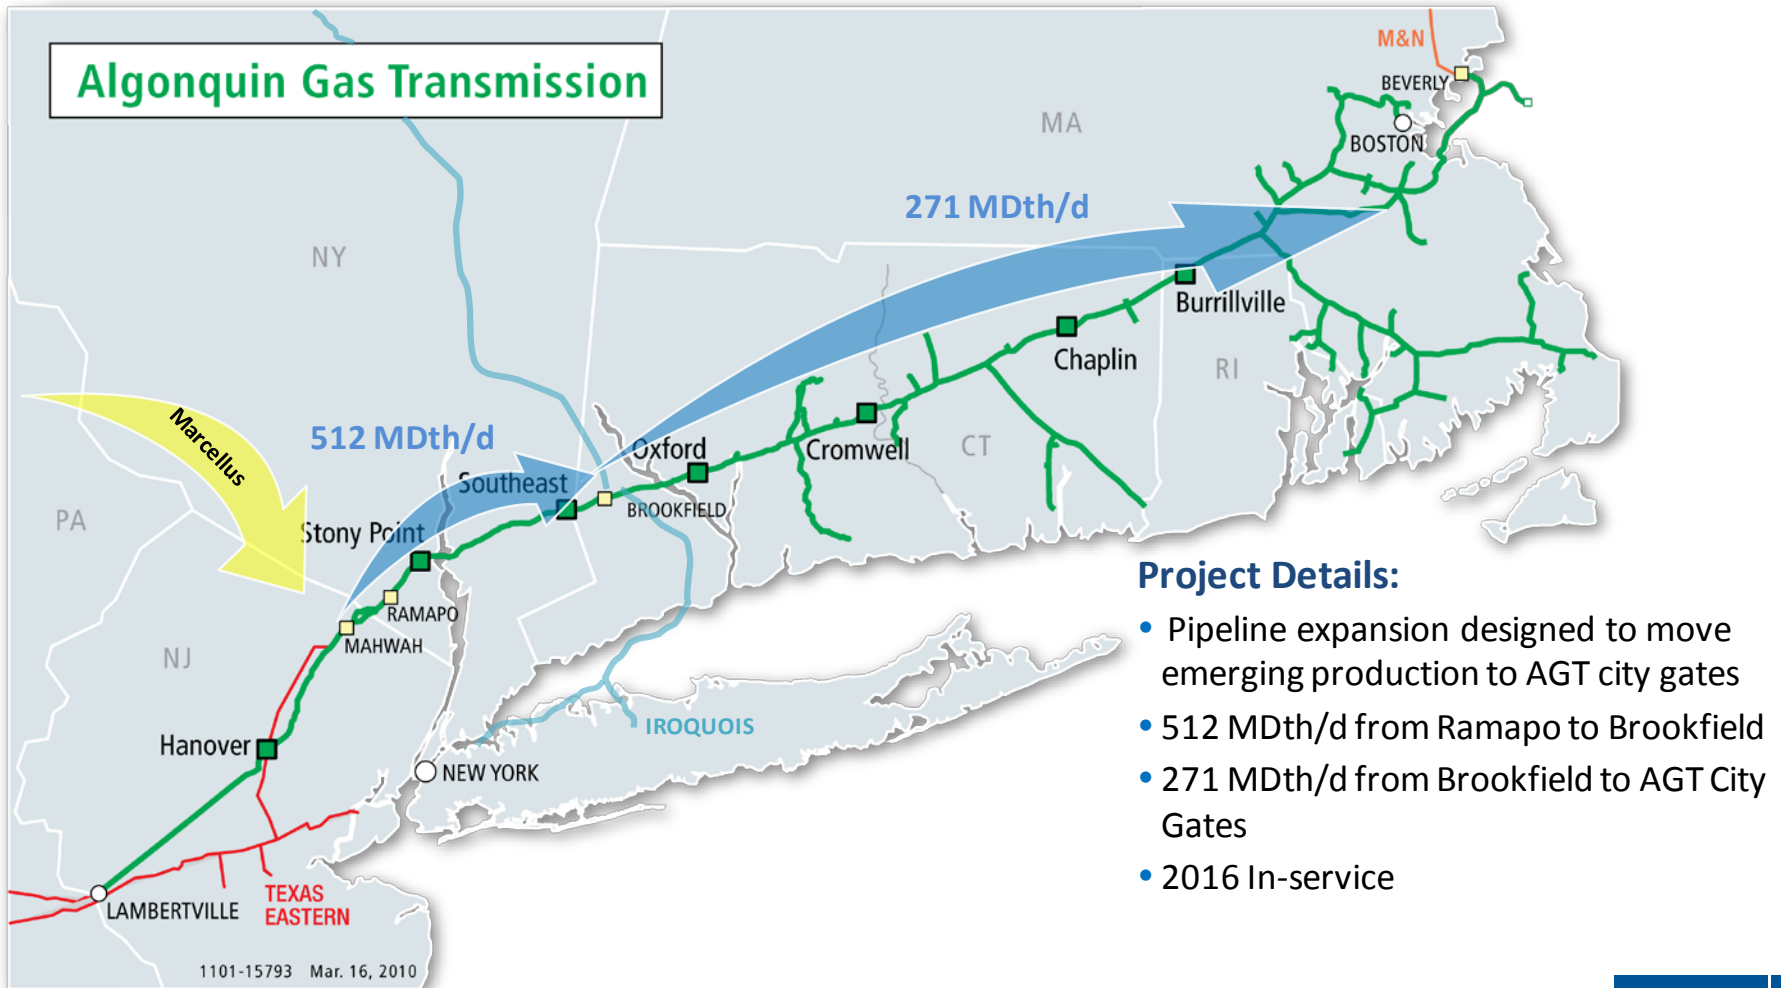 Algonquin Gas Transmission
M&N
BEVERLY
BOSTON
MA
271 MDth/d
NY
Burrillville
Chaplin
RI
Marcellus
512 MDth/d
Oxford
Cromwell
CT
Southeast
BROOKFIELD
PA
Stony Point
RAMAPO
MAHWAH
NJ
IROQUOIS
Hanover
NEW YORK
TEXAS
EASTERN
LAMBERTVILLE
1101-15793 Mar. 16, 2010
Project Details:
• Pipeline expansion designed to move
emerging production to AGT city gates
• 512 MDth/d from Ramapo to Brookfield
• 271 MDth/d from Brookfield to AGT City
Gates
• 2016 In-service